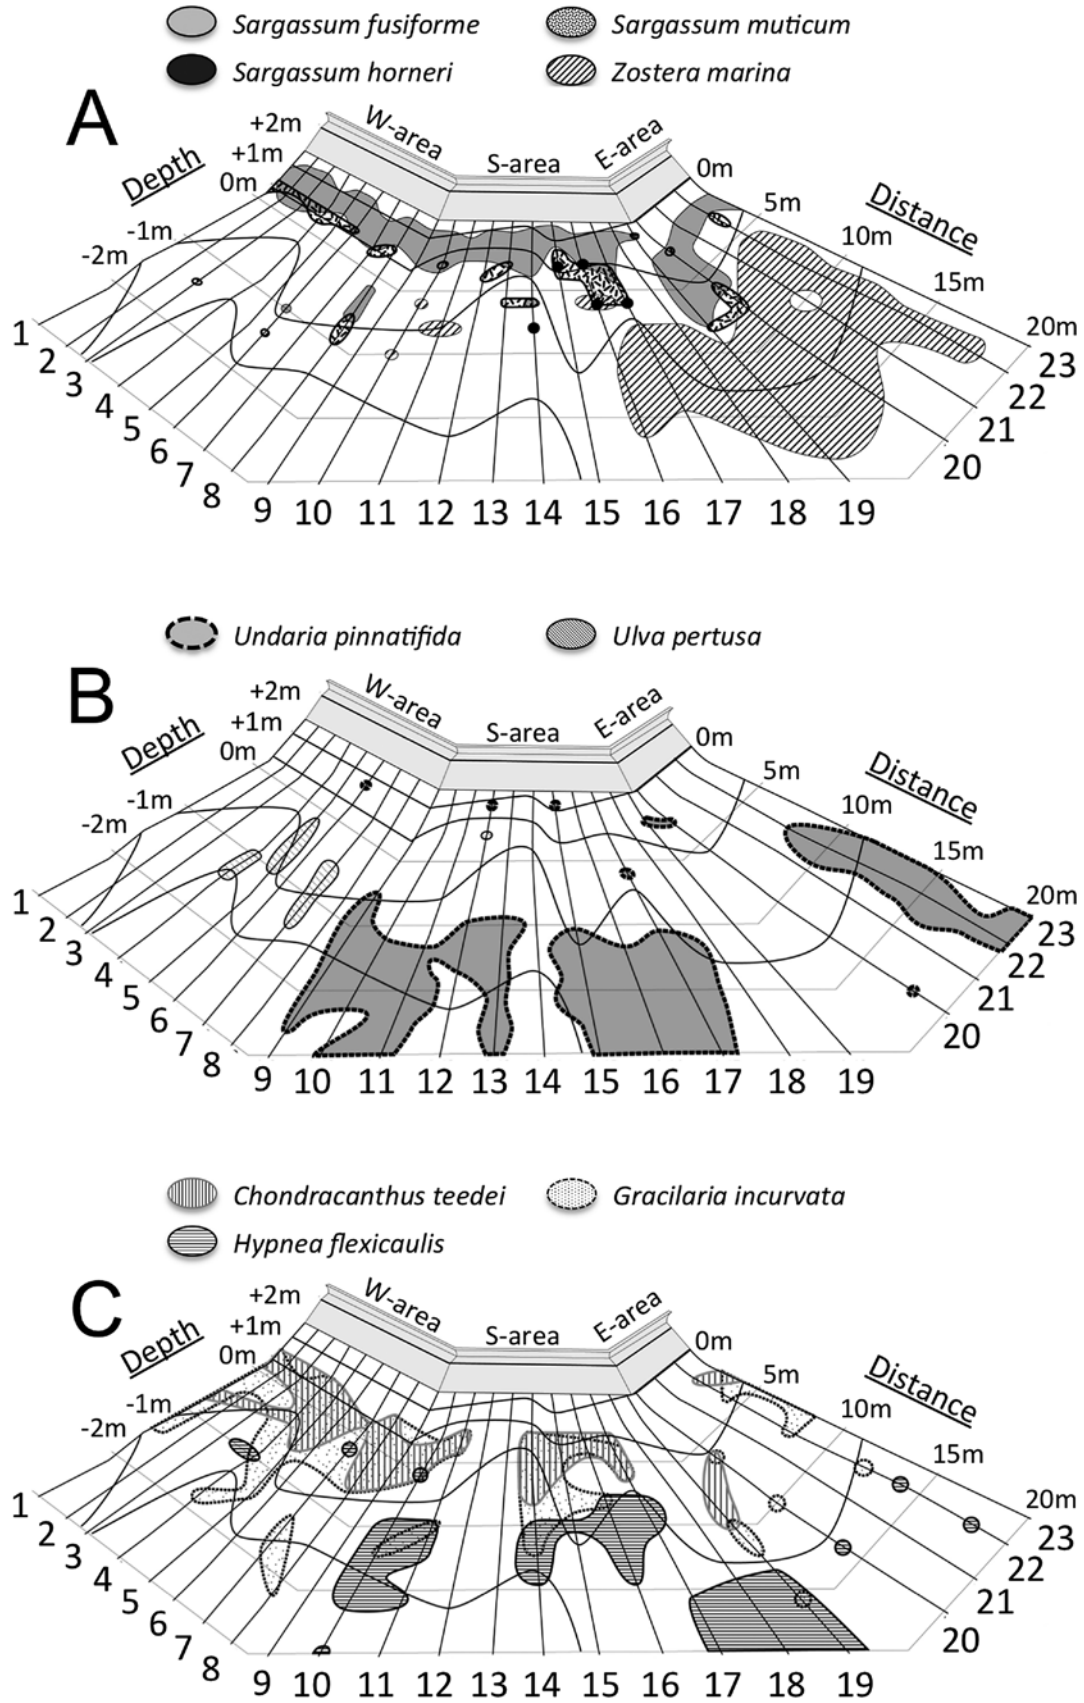 Sargassum fusiforme Sargassum muticum
Sargassum horneri Zostera marina
A
W-area S-area E-area
Depth +2m +1m 0m -1m -2m
0m 5m 10m 15m 20m Distance
1 2 3 4 5 6 7 8 9 10 11 12 13 14 15 16 17 18 19 20 21 22 23
Undaria pinnatifida Ulva pertusa
B
W-area S-area E-area
Depth +2m +1m 0m -1m -2m
0m 5m 10m 15m 20m Distance
1 2 3 4 5 6 7 8 9 10 11 12 13 14 15 16 17 18 19 20 21 22 23
Chondracanthus teedei Gracilaria incurvata
Hypnea flexicaulis
C
W-area S-area E-area
Depth +2m +1m 0m -1m -2m
0m 5m 10m 15m 20m Distance
1 2 3 4 5 6 7 8 9 10 11 12 13 14 15 16 17 18 19 20 21 22 23